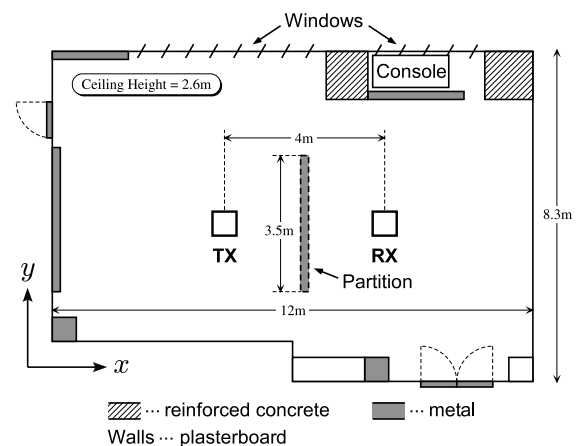 Windows
Console
Ceiling Height = 2.6m
4m
8.3m
3.5m
TX
RX
Partition
y
12m
x
··· reinforced concrete
··· metal
Walls ··· plasterboard